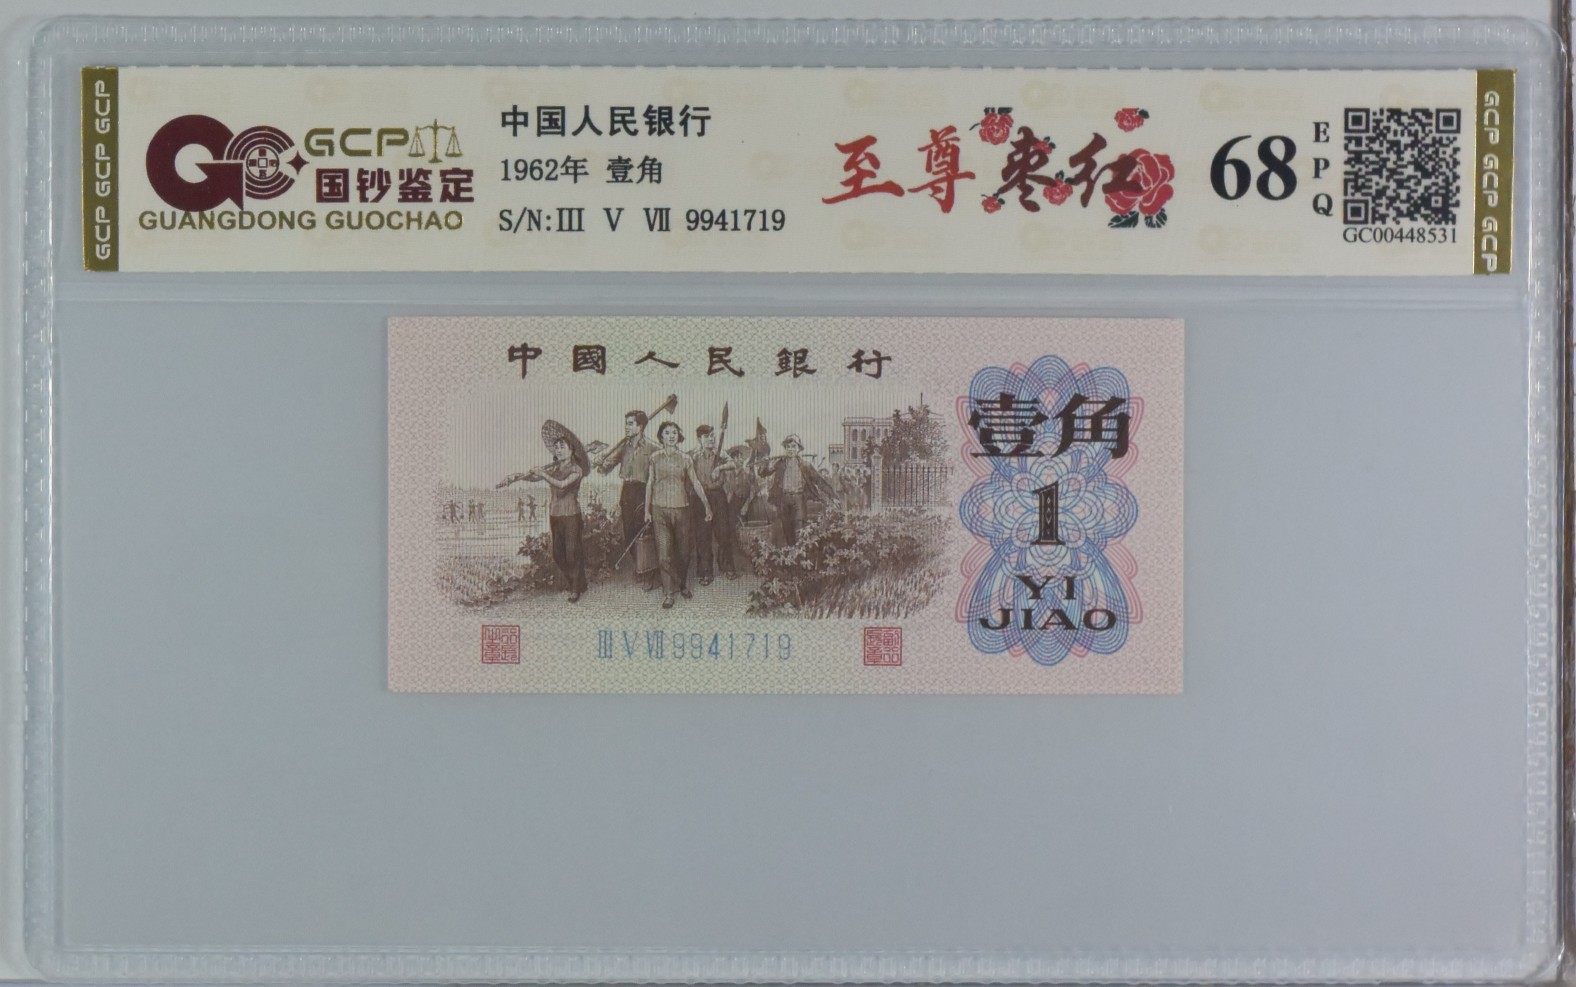 GCP GCP GCP
GCP
国钞鉴定
GUANGDONG GUOCHAO
中国人民银行
1962年 壹角
S/N:Ⅲ Ⅴ Ⅶ 9941719
至尊枣红
68
EPQ
GC00448531
GCP GCP GCP
中國人民銀行
壹角
1
YI
JIAO
Ⅲ Ⅴ Ⅶ 9941719